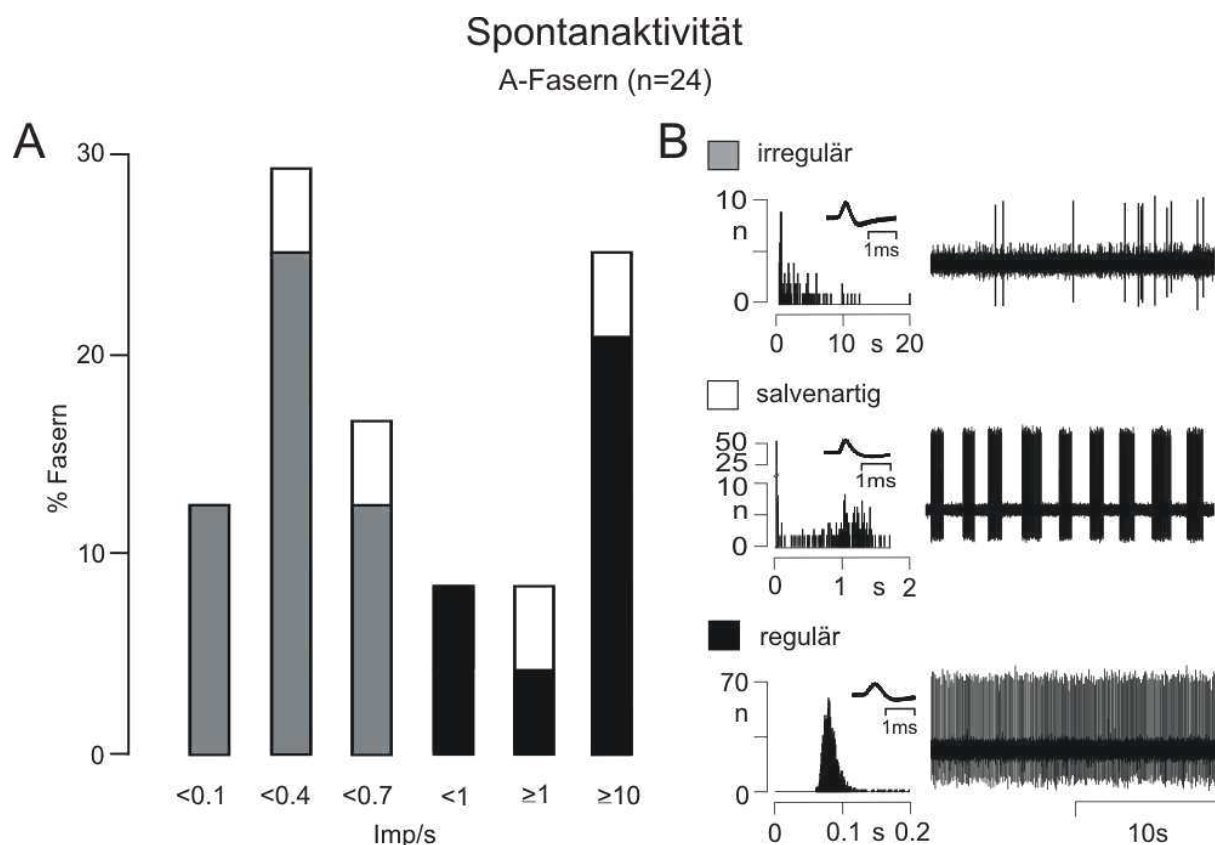 Spontanaktivität
A-Fasern (n=24)
A
30
20
10
0
% Fasern
<0.1 <0.4 <0.7 <1 ≥1 ≥10
Imp/s
B
irregulär
10
n
0
1ms
0 10 s 20
salvenartig
50
25
10
n
0
1ms
0 1 s 2
regulär
70
n
0
1ms
0 0.1 s 0.2
10s